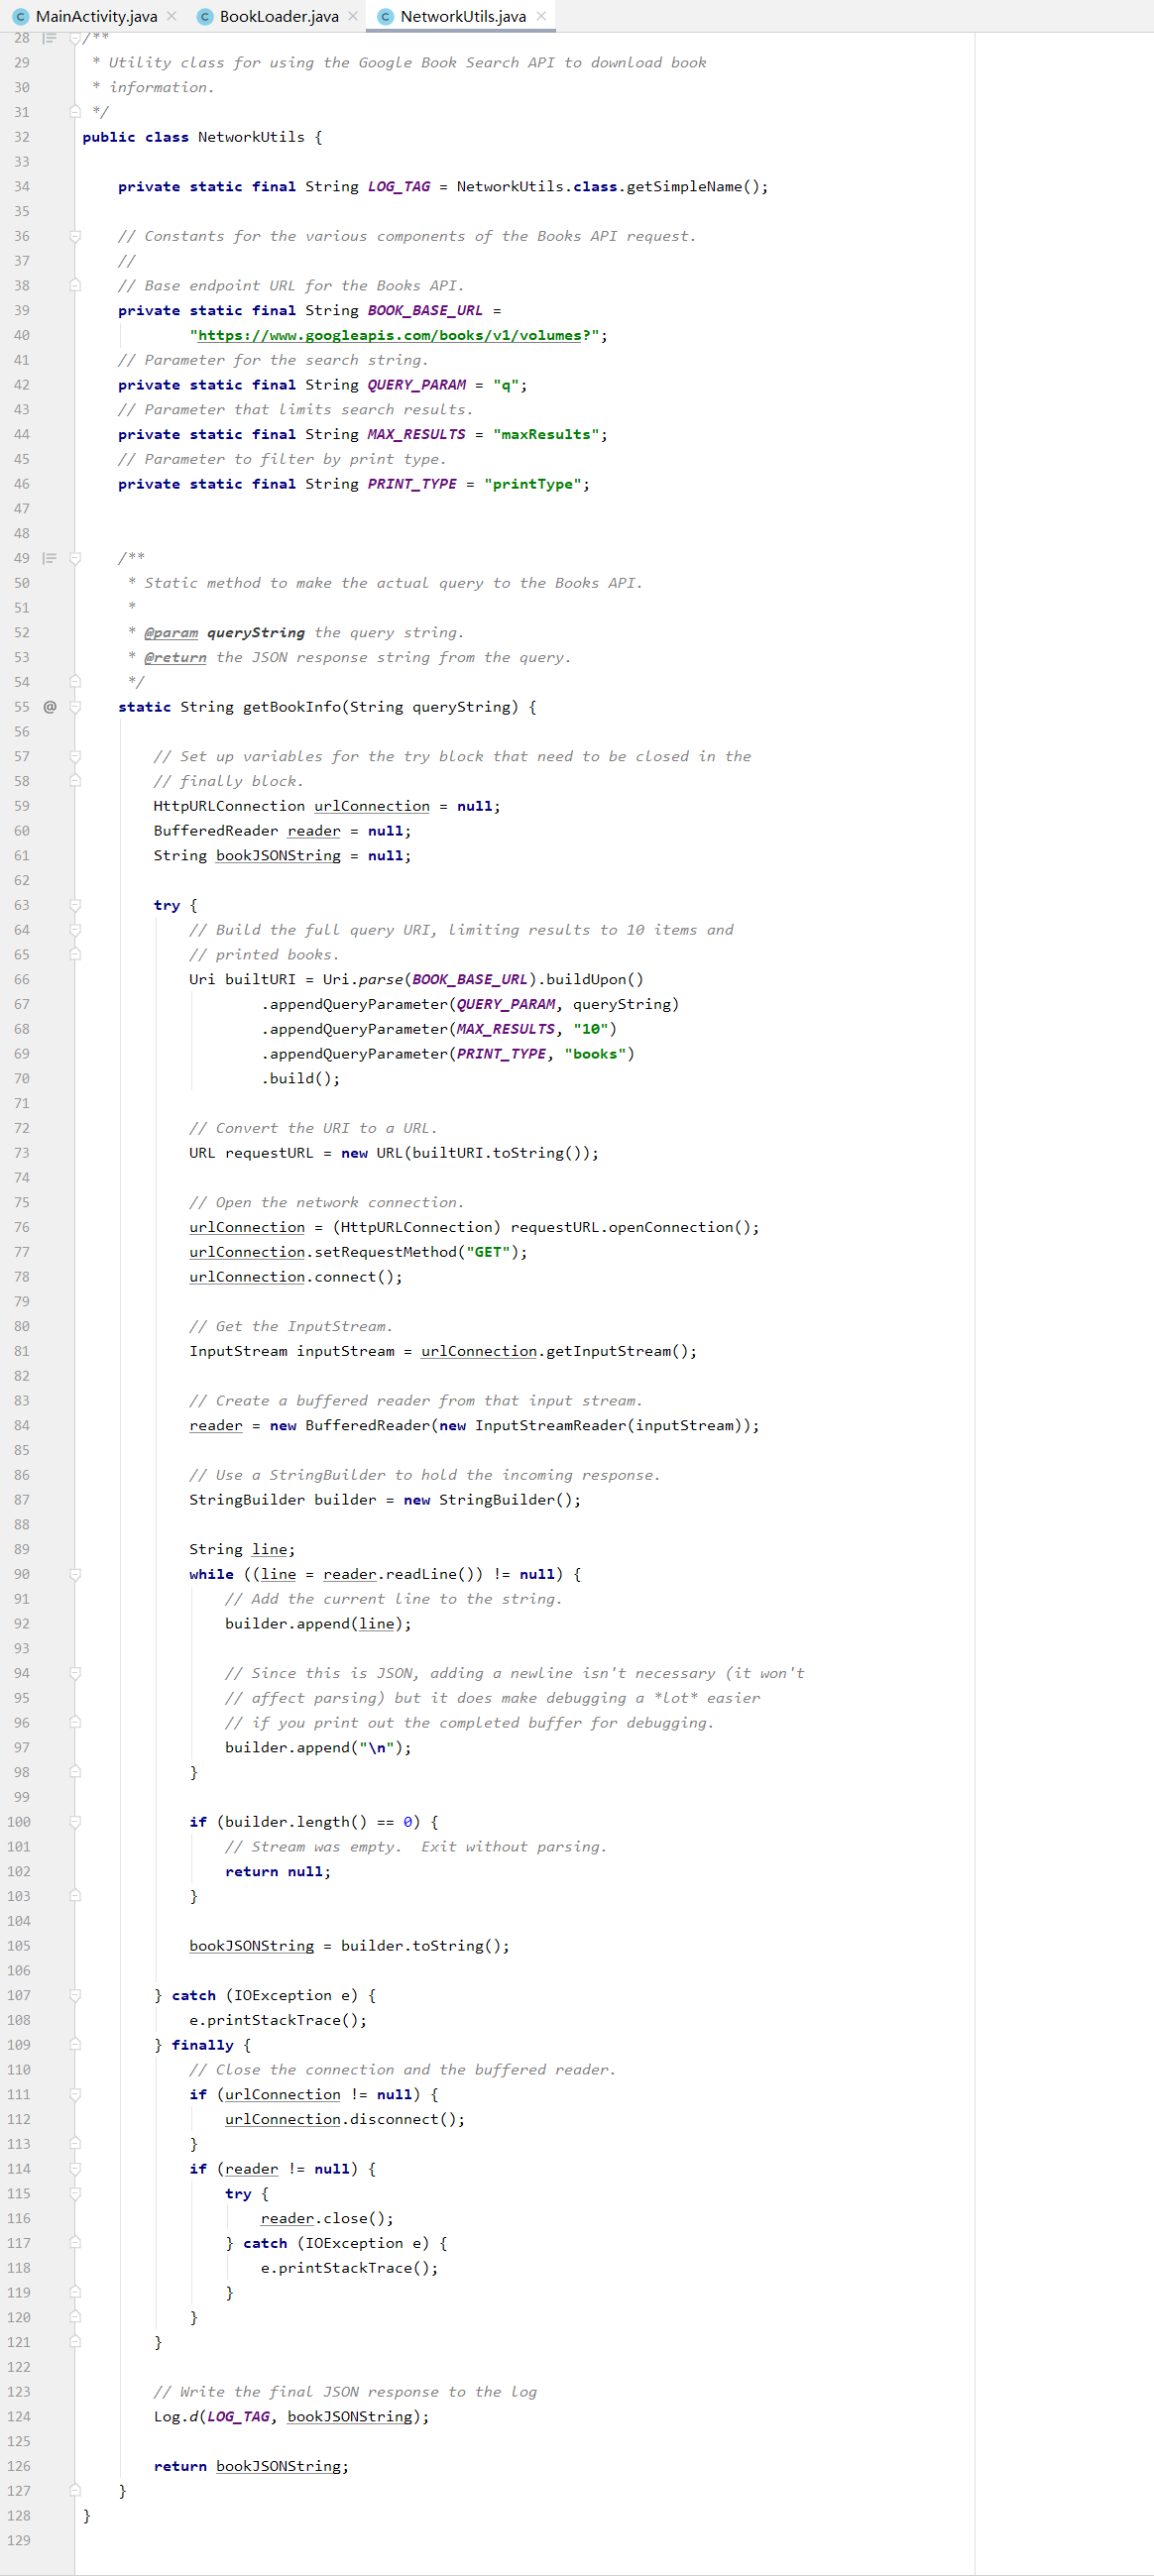 MainActivity.java BookLoader.java NetworkUtils.java
28 /**
29 * Utility class for using the Google Book Search API to download book
30 * information.
31 */
32 public class NetworkUtils {
33
34 private static final String LOG_TAG = NetworkUtils.class.getSimpleName();
35
36 // Constants for the various components of the Books API request.
37 //
38 // Base endpoint URL for the Books API.
39 private static final String BOOK_BASE_URL =
40 "https://www.googleapis.com/books/v1/volumes?";
41 // Parameter for the search string.
42 private static final String QUERY_PARAM = "q";
43 // Parameter that limits search results.
44 private static final String MAX_RESULTS = "maxResults";
45 // Parameter to filter by print type.
46 private static final String PRINT_TYPE = "printType";
47
48
49 /**
50 * Static method to make the actual query to the Books API.
51 *
52 * @param queryString the query string.
53 * @return the JSON response string from the query.
54 */
55 @ static String getBookInfo(String queryString) {
56
57 // Set up variables for the try block that need to be closed in the
58 // finally block.
59 HttpURLConnection urlConnection = null;
60 BufferedReader reader = null;
61 String bookJSONString = null;
62
63 try {
64 // Build the full query URI, limiting results to 10 items and
65 // printed books.
66 Uri builtURI = Uri.parse(BOOK_BASE_URL).buildUpon()
67 .appendQueryParameter(QUERY_PARAM, queryString)
68 .appendQueryParameter(MAX_RESULTS, "10")
69 .appendQueryParameter(PRINT_TYPE, "books")
70 .build();
71
72 // Convert the URI to a URL.
73 URL requestURL = new URL(builtURI.toString());
74
75 // Open the network connection.
76 urlConnection = (HttpURLConnection) requestURL.openConnection();
77 urlConnection.setRequestMethod("GET");
78 urlConnection.connect();
79
80 // Get the InputStream.
81 InputStream inputStream = urlConnection.getInputStream();
82
83 // Create a buffered reader from that input stream.
84 reader = new BufferedReader(new InputStreamReader(inputStream));
85
86 // Use a StringBuilder to hold the incoming response.
87 StringBuilder builder = new StringBuilder();
88
89 String line;
90 while ((line = reader.readLine()) != null) {
91 // Add the current line to the string.
92 builder.append(line);
93
94 // Since this is JSON, adding a newline isn't necessary (it won't
95 // affect parsing) but it does make debugging a *lot* easier
96 // if you print out the completed buffer for debugging.
97 builder.append("\n");
98 }
99
100 if (builder.length() == 0) {
101 // Stream was empty.  Exit without parsing.
102 return null;
103 }
104
105 bookJSONString = builder.toString();
106
107 } catch (IOException e) {
108 e.printStackTrace();
109 } finally {
110 // Close the connection and the buffered reader.
111 if (urlConnection != null) {
112 urlConnection.disconnect();
113 }
114 if (reader != null) {
115 try {
116 reader.close();
117 } catch (IOException e) {
118 e.printStackTrace();
119 }
120 }
121 }
122
123 // Write the final JSON response to the log
124 Log.d(LOG_TAG, bookJSONString);
125
126 return bookJSONString;
127 }
128 }
129